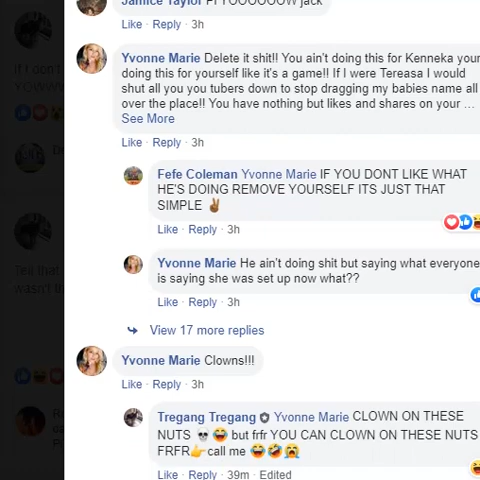 Janice Taylor PI YOOOOOOW jack
Like · Reply · 3h
Yvonne Marie Delete it shit!! You ain't doing this for Kenneka your
doing this for yourself like it's a game!! If I were Tereasa I would
shut all you you tubers down to stop dragging my babies name all
over the place!! You have nothing but likes and shares on your ...
See More
Like · Reply · 3h
Fefe Coleman Yvonne Marie IF YOU DONT LIKE WHAT
HE'S DOING REMOVE YOURSELF ITS JUST THAT
SIMPLE ✌🏾
Like · Reply · 3h
Yvonne Marie He ain't doing shit but saying what everyone
is saying she was set up now what??
Like · Reply · 3h
View 17 more replies
Yvonne Marie Clowns!!!
Like · Reply · 3h
Tregang Tregang Yvonne Marie CLOWN ON THESE
NUTS 💀😂 but frfr YOU CAN CLOWN ON THESE NUTS
FRFR👉call me 😂🤣😭
Like · Reply · 39m · Edited